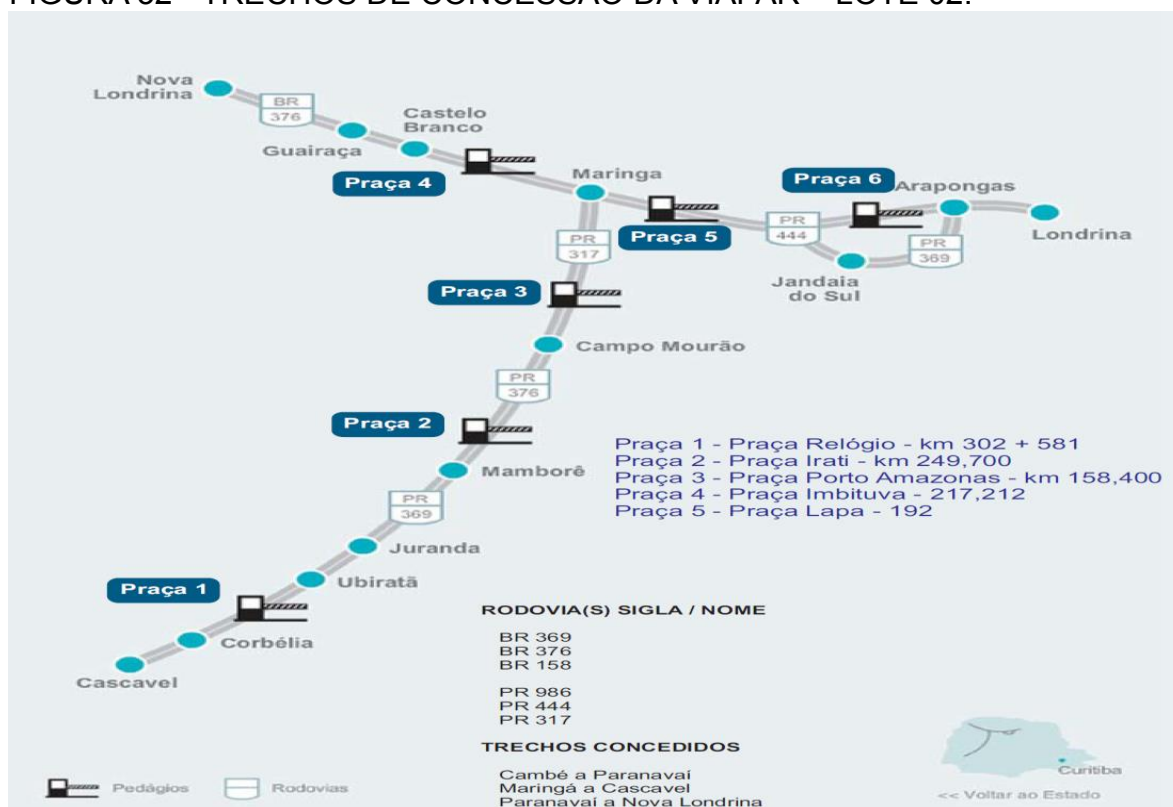 FIGURA 32 - TRECHOS DE CONCESSÃO DA VIAPAR – LOTE 02.
Nova
Londrina
BR
376
Guairaça
Castelo
Branco
Praça 4
Maringa
Praça 5
Praça 6
Arapongas
PR
444
Londrina
PR
369
Jandaia
do Sul
PR
317
Praça 3
Campo Mourão
PR
376
Praça 2
Mamborê
PR
369
Juranda
Ubiratã
Praça 1
Corbélia
Cascavel
Praça 1 - Praça Relógio - km 302 + 581
Praça 2 - Praça Irati - km 249,700
Praça 3 - Praça Porto Amazonas - km 158,400
Praça 4 - Praça Imbituva - 217,212
Praça 5 - Praça Lapa - 192
RODOVIA(S) SIGLA / NOME
BR 369
BR 376
BR 158
PR 986
PR 444
PR 317
TRECHOS CONCEDIDOS
Cambé a Paranavaí
Maringá a Cascavel
Paranavaí a Nova Londrina
Pedágios
Rodovias
Curitiba
<< Voltar ao Estado